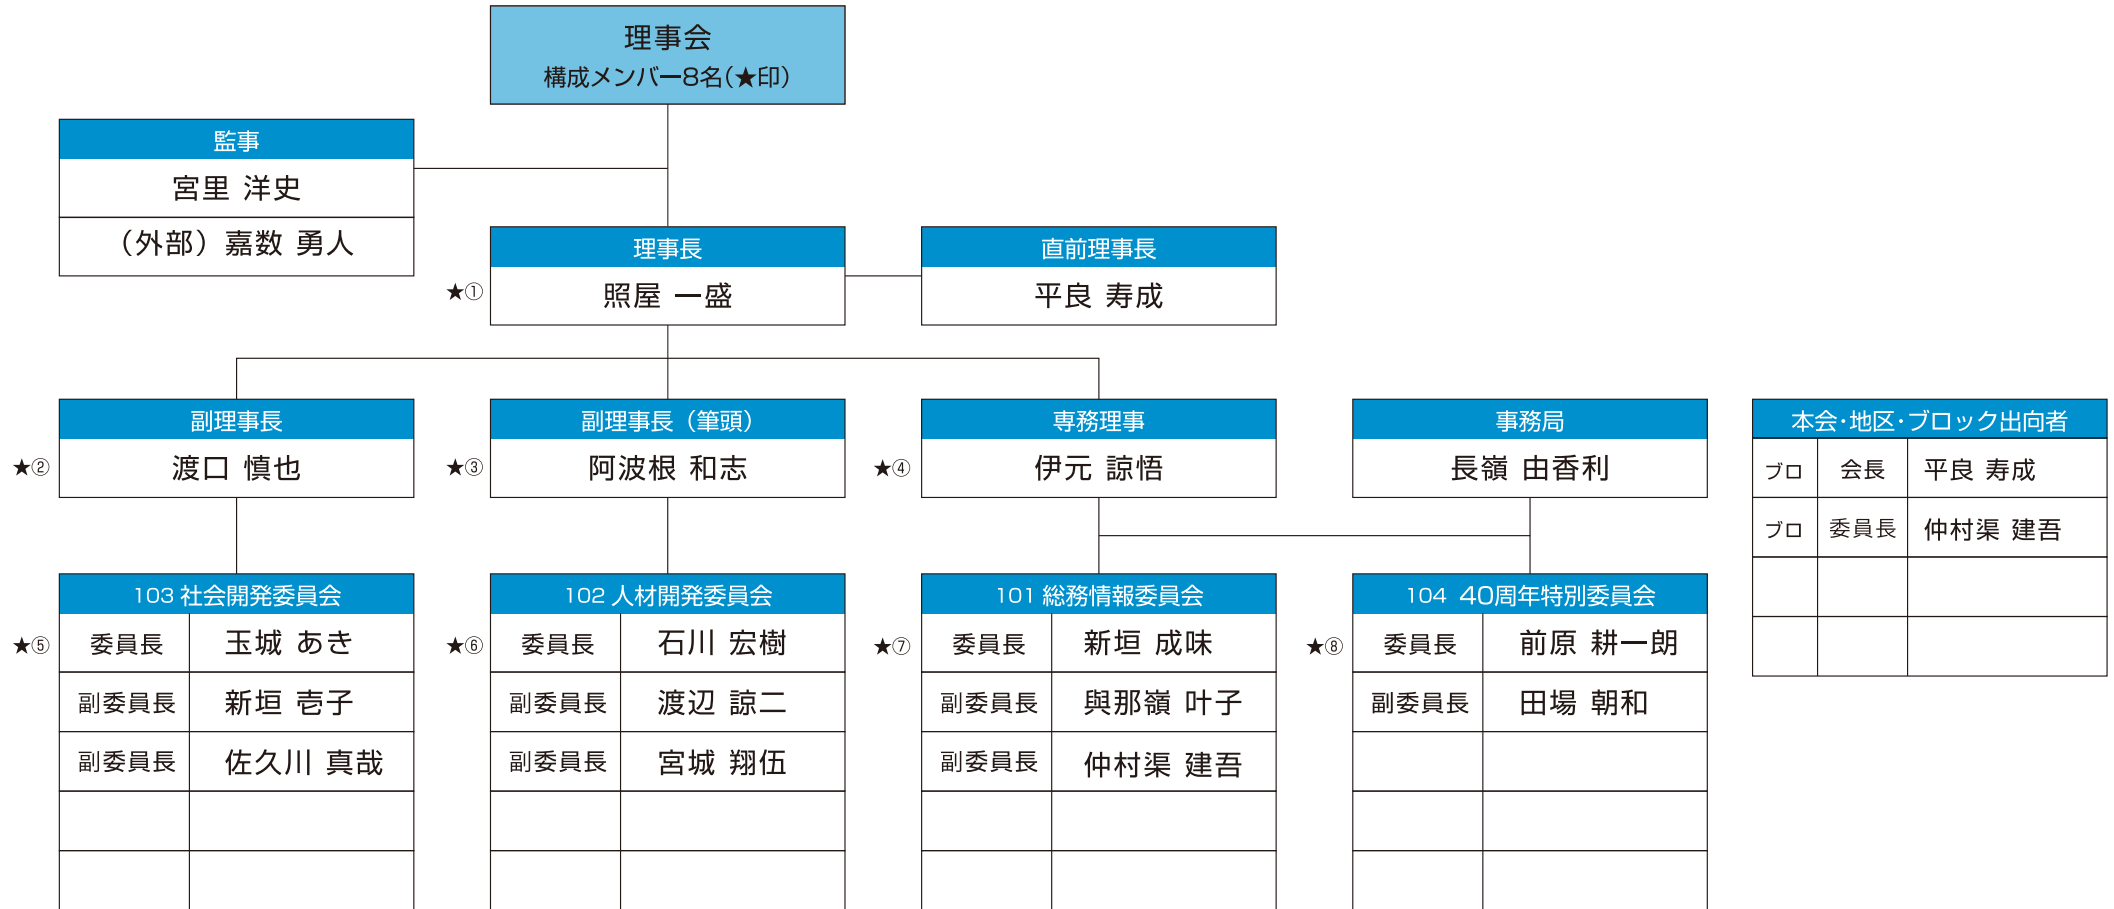 理事会
構成メンバー8名(★印)
監事
宮里 洋史
（外部）嘉数 勇人
理事長
★① 照屋 一盛
直前理事長
平良 寿成
副理事長
★② 渡口 慎也
副理事長（筆頭）
★③ 阿波根 和志
専務理事
★④ 伊元 諒悟
事務局
長嶺 由香利
本会・地区・ブロック出向者
ブロ 会長 平良 寿成
ブロ 委員長 仲村渠 建吾
103 社会開発委員会
★⑤ 委員長 玉城 あき
副委員長 新垣 壱子
副委員長 佐久川 真哉
102 人材開発委員会
★⑥ 委員長 石川 宏樹
副委員長 渡辺 諒二
副委員長 宮城 翔伍
101 総務情報委員会
★⑦ 委員長 新垣 成味
副委員長 與那嶺 叶子
副委員長 仲村渠 建吾
104 40周年特別委員会
★⑧ 委員長 前原 耕一朗
副委員長 田場 朝和